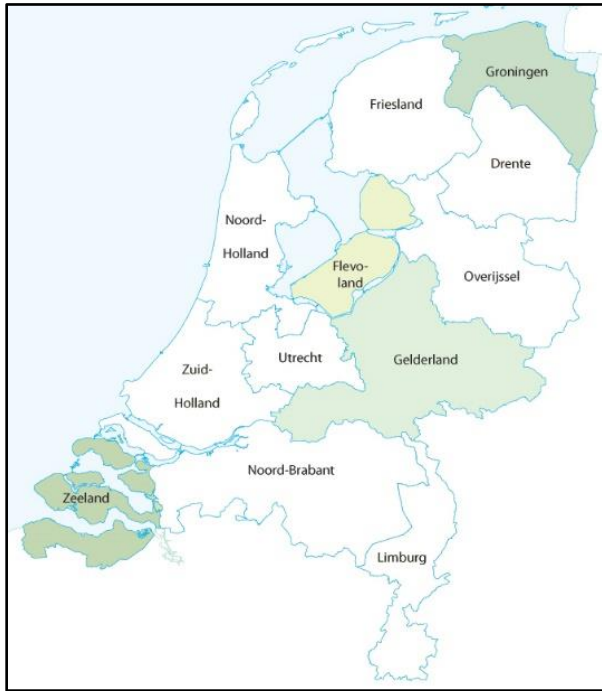 Groningen
Friesland
Drente
Noord-
Holland
Flevo-
land
Overijssel
Utrecht
Gelderland
Zuid-
Holland
Noord-Brabant
Zeeland
Limburg